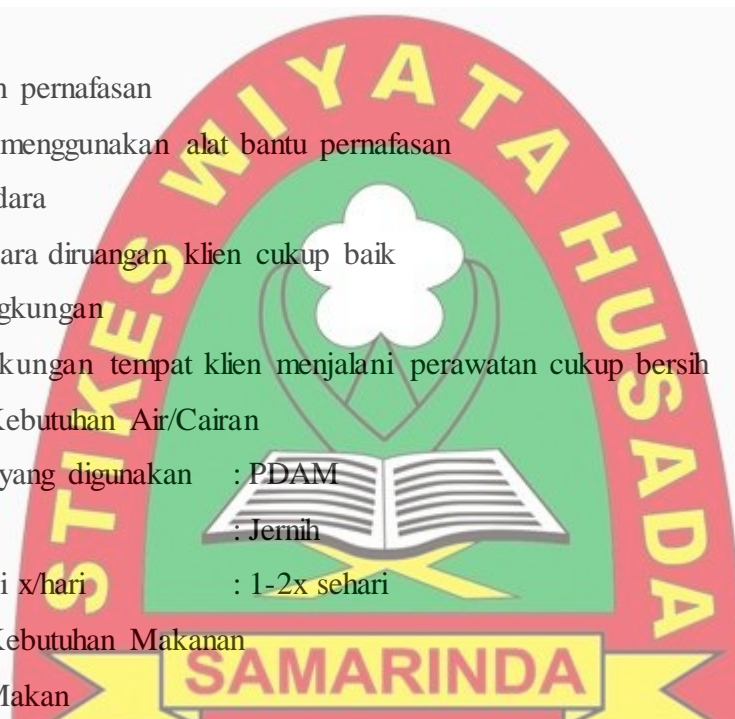 n pernafasan
menggunakan alat bantu pernafasan
dara
ara diruangan klien cukup baik
gkungan
kungan tempat klien menjalani perawatan cukup bersih
Kebutuhan Air/Cairan
yang digunakan : PDAM
: Jernih
i x/hari : 1-2x sehari
Kebutuhan Makanan
Makan
STIKES WIYATA HUSADA
SAMARINDA